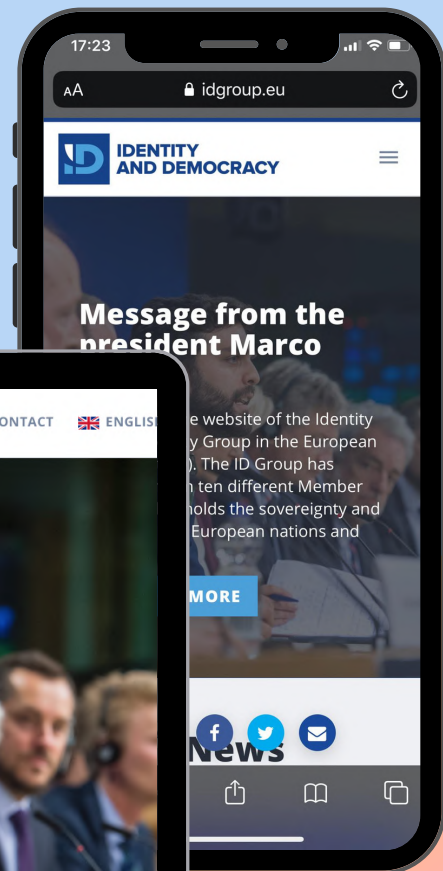 17:23
AA
idgroup.eu
IDENTITY
AND DEMOCRACY
Message from the
president Marco
ONTACT
ENGLIS
e website of the Identity
y Group in the European
). The ID Group has
ten different Member
holds the sovereignty and
European nations and
MORE
News